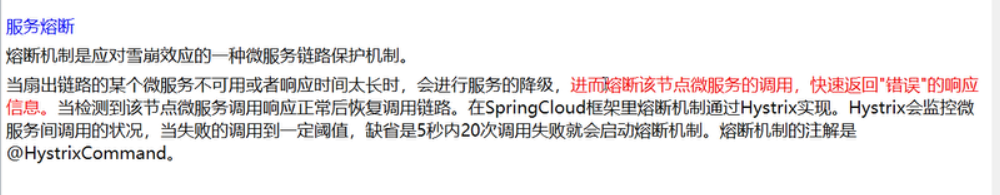 服务熔断
熔断机制是应对雪崩效应的一种微服务链路保护机制。
当扇出链路的某个微服务不可用或者响应时间太长时，会进行服务的降级，进而熔断该节点微服务的调用，快速返回"错误"的响应
信息。当检测到该节点微服务调用响应正常后恢复调用链路。在SpringCloud框架里熔断机制通过Hystrix实现。Hystrix会监控微
服务间调用的状况，当失败的调用到一定阈值，缺省是5秒内20次调用失败就会启动熔断机制。熔断机制的注解是
@HystrixCommand。